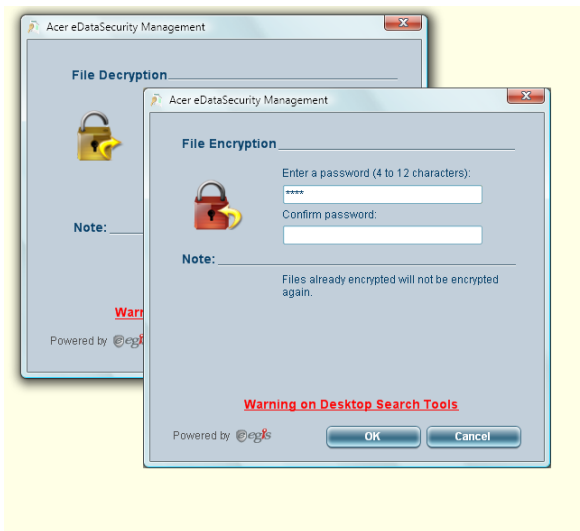 Acer eDataSecurity Management
File Decryption
Note:
Powered by egis
Acer eDataSecurity Management
File Encryption
Enter a password (4 to 12 characters):
****
Confirm password:
Note:
Files already encrypted will not be encrypted
again.
Warning on Desktop Search Tools
Powered by egis
OK
Cancel